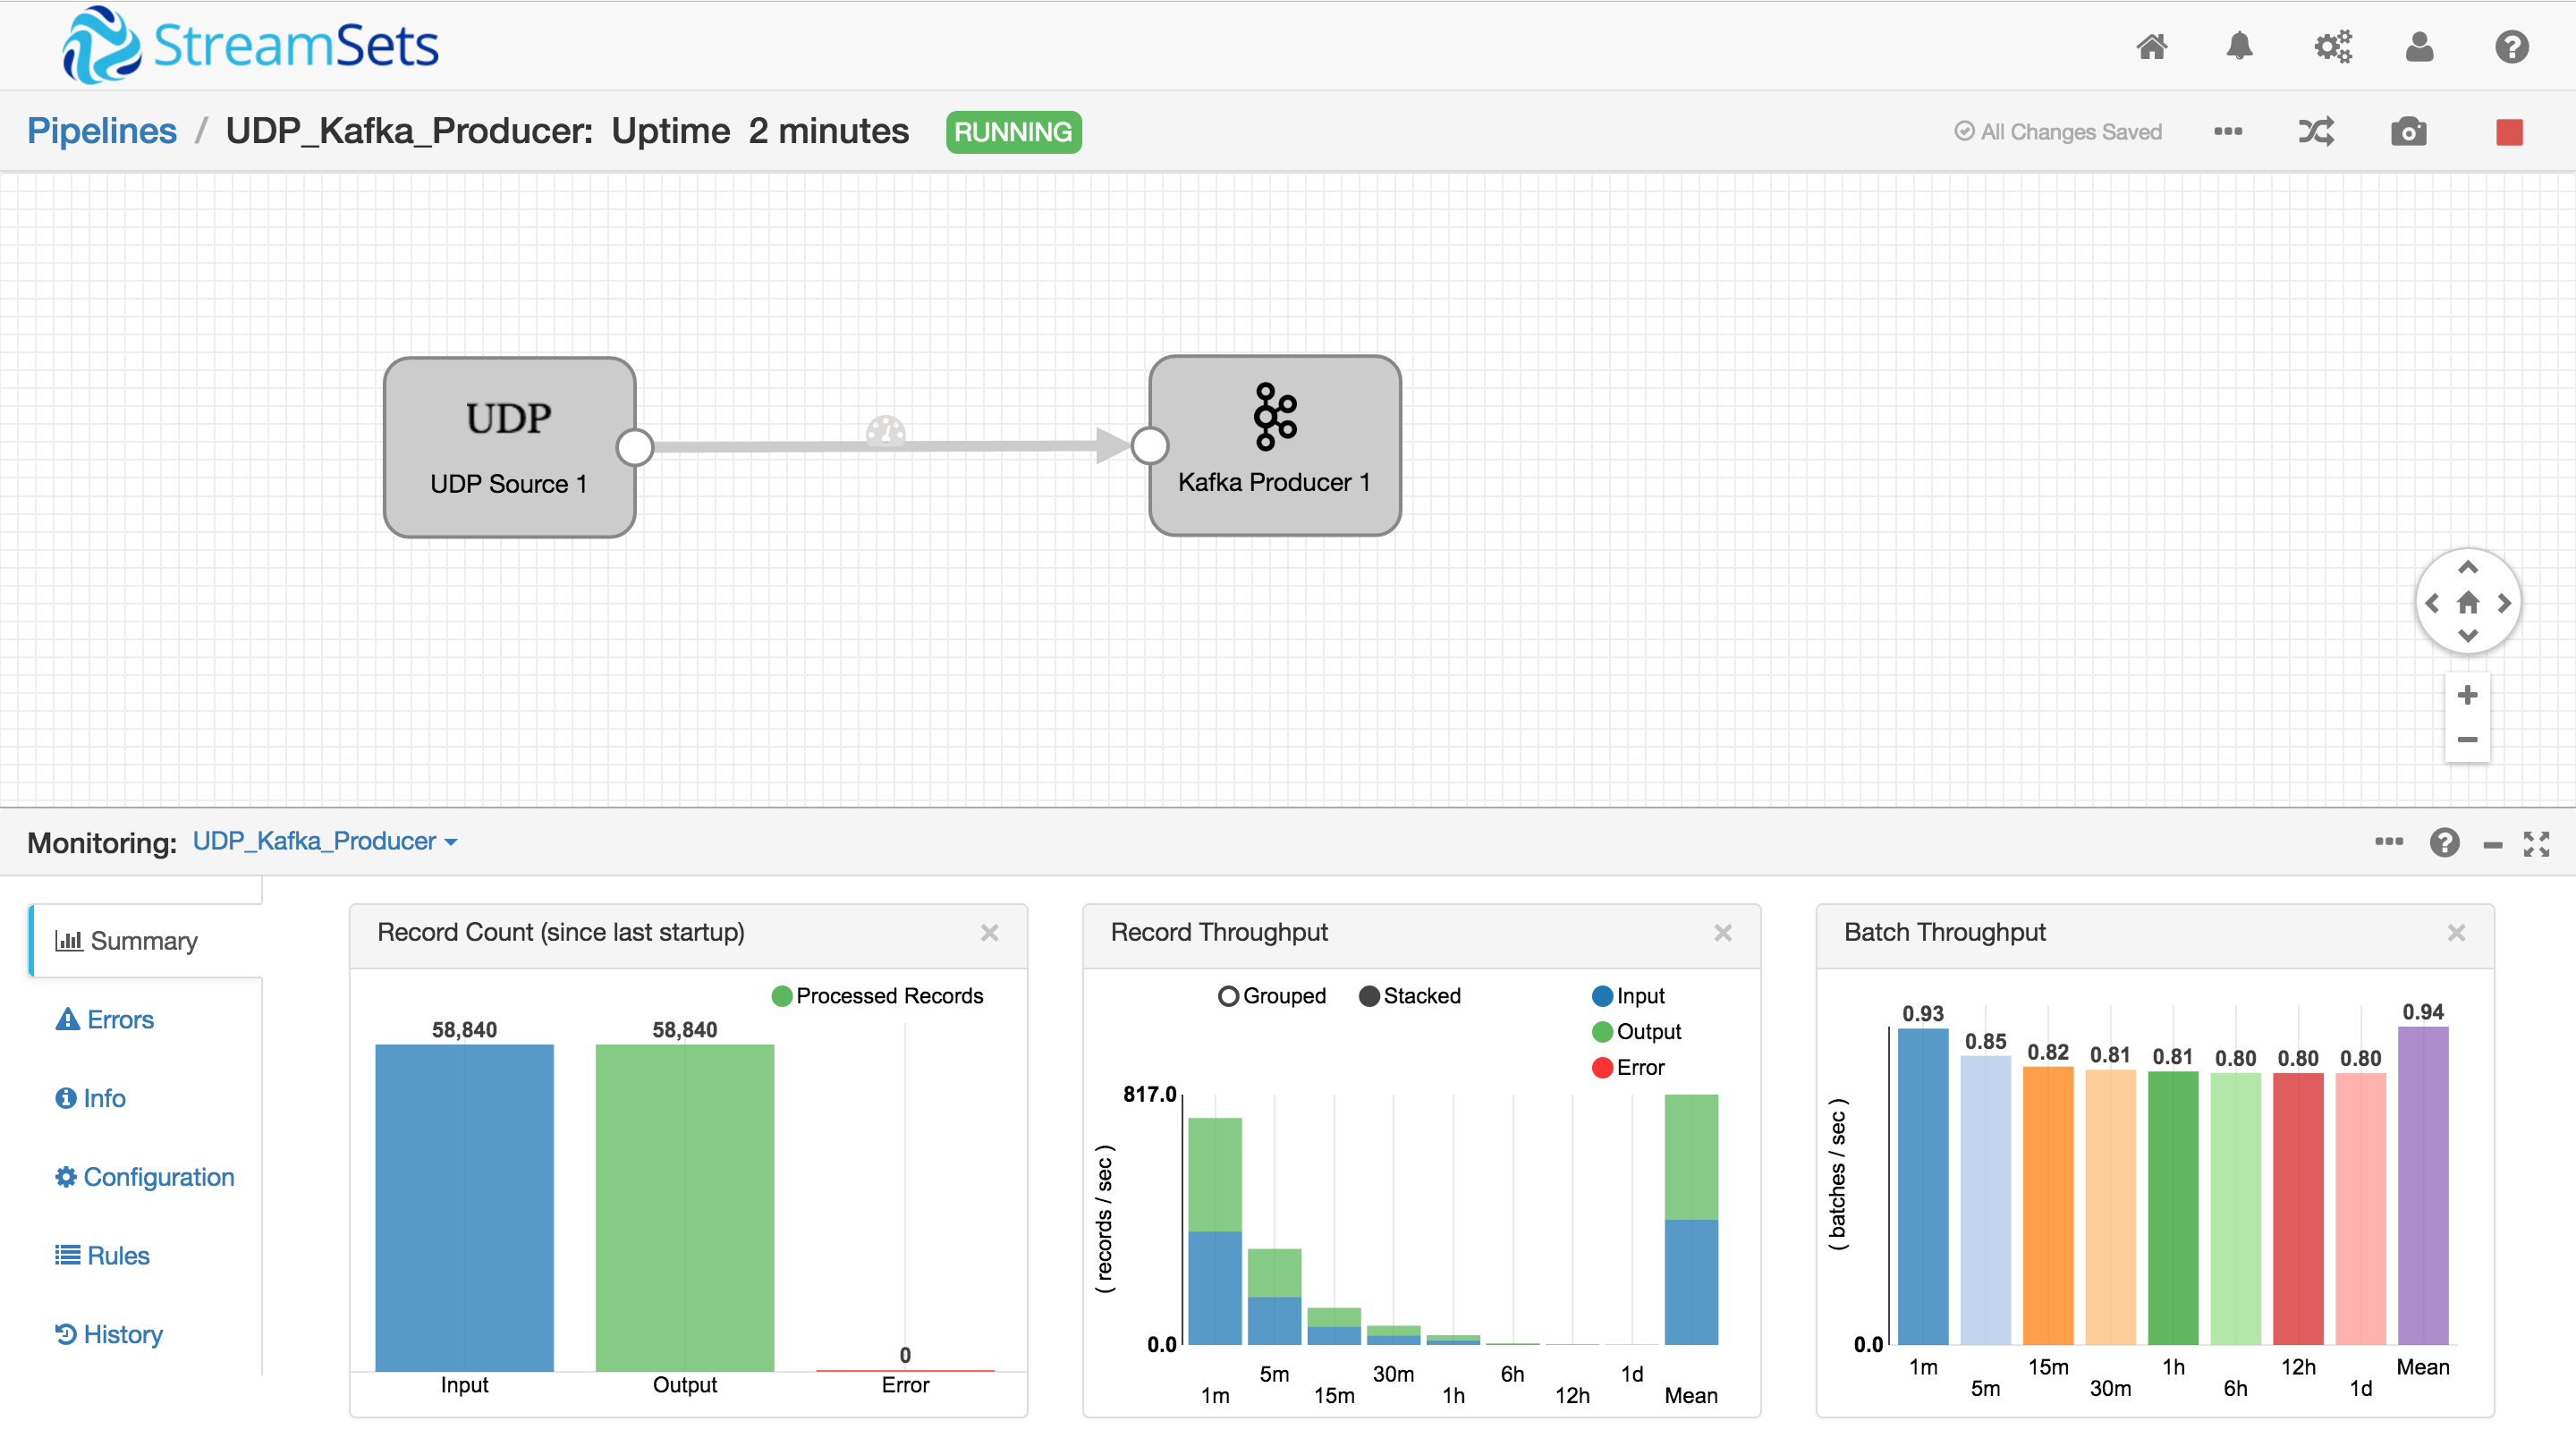 StreamSets
Pipelines / UDP_Kafka_Producer: Uptime 2 minutes RUNNING
All Changes Saved
UDP
UDP Source 1
Kafka Producer 1
Monitoring: UDP_Kafka_Producer
Summary
Errors
Info
Configuration
Rules
History
Record Count (since last startup)
Processed Records
58,840
58,840
0
Input
Output
Error
Record Throughput
Grouped
Stacked
Input
Output
Error
817.0
( records / sec )
0.0
1m
5m
15m
30m
1h
6h
12h
1d
Mean
Batch Throughput
0.93
0.85
0.82
0.81
0.81
0.80
0.80
0.80
0.94
( batches / sec )
0.0
1m
5m
15m
30m
1h
6h
12h
1d
Mean